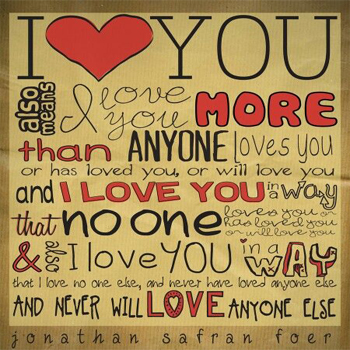 I ♥ YOU
also means I love you MORE
than ANYONE loves you
or has loved you, or will love you
and I LOVE YOU in a way
that no one loves you or has loved you or will love you
& also I love YOU in a WAY
that i love no one else, and never have loved anyone else
AND NEVER WILL LOVE ANYONE ELSE
jonathan safran foer